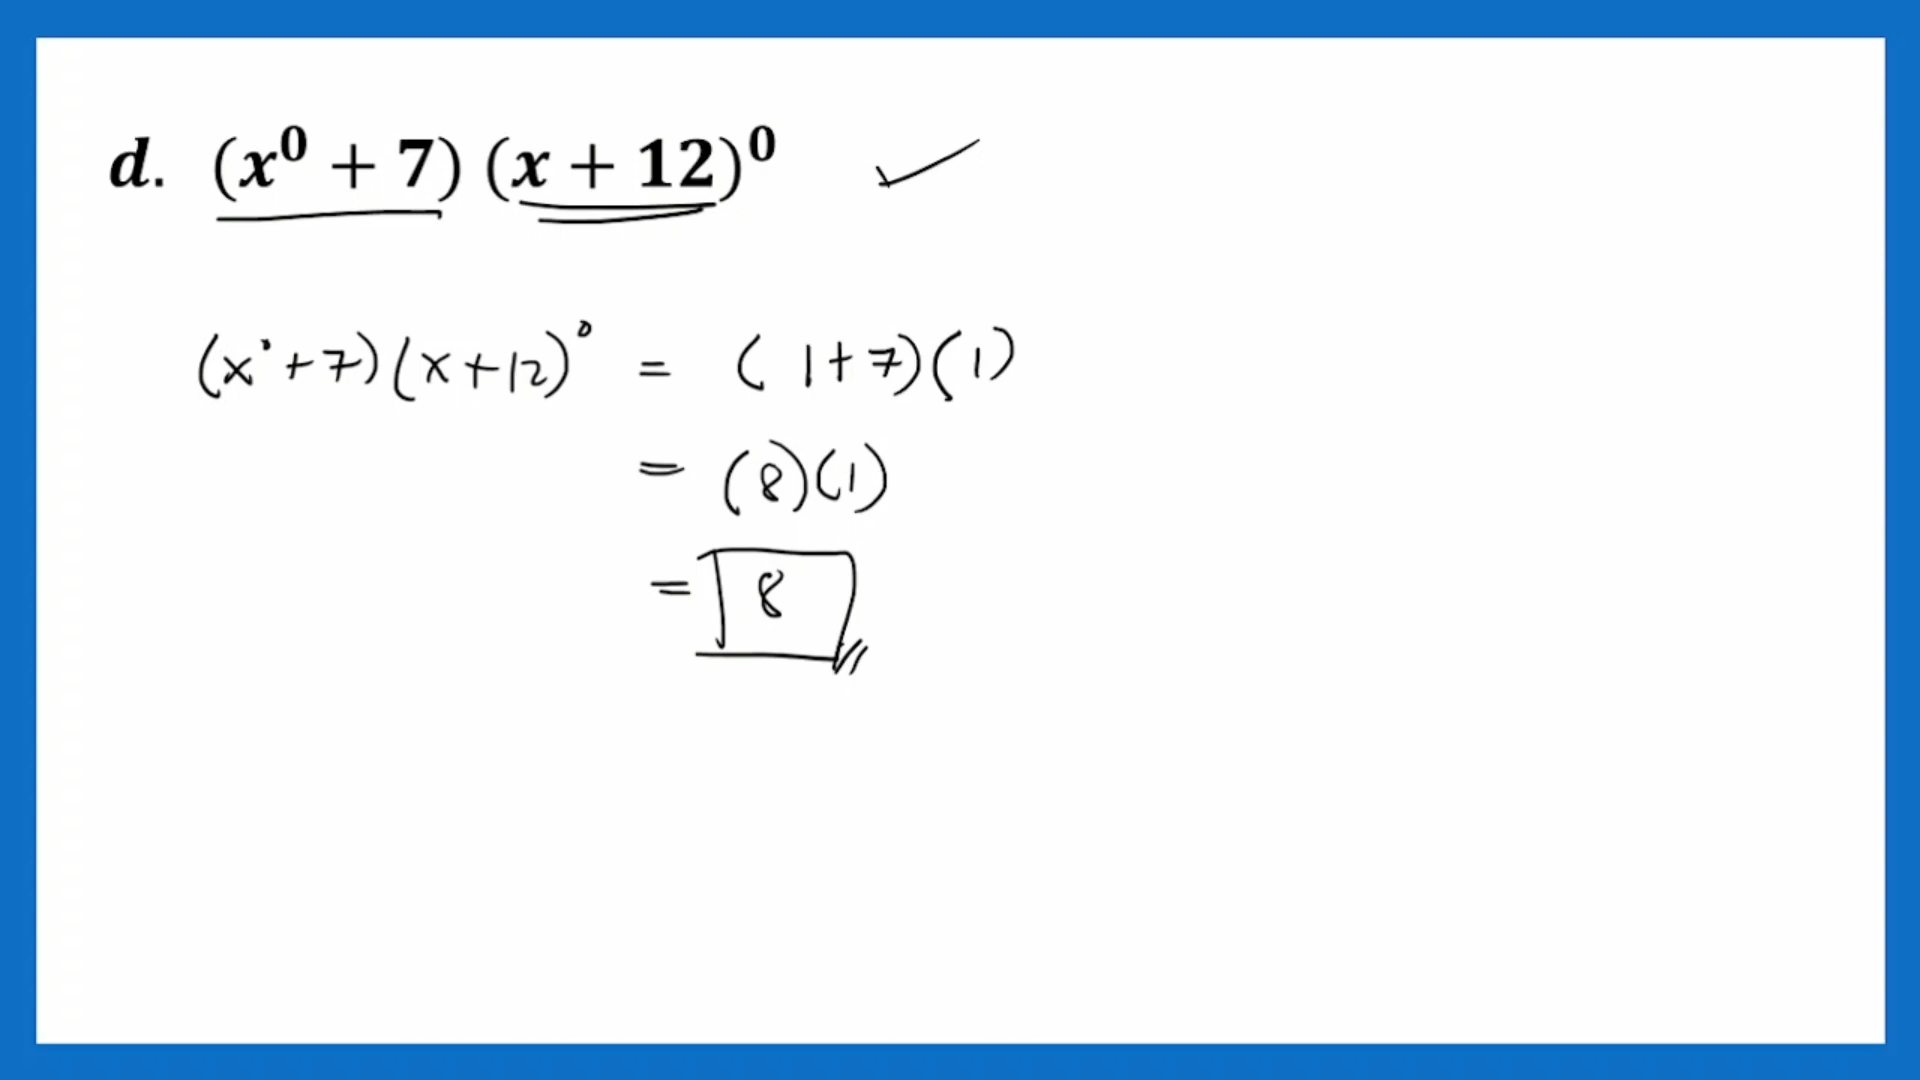 d. (x⁰ + 7) (x + 12)⁰
(x⁰+7)(x+12)⁰ = (1+7)(1)
= (8)(1)
= 8